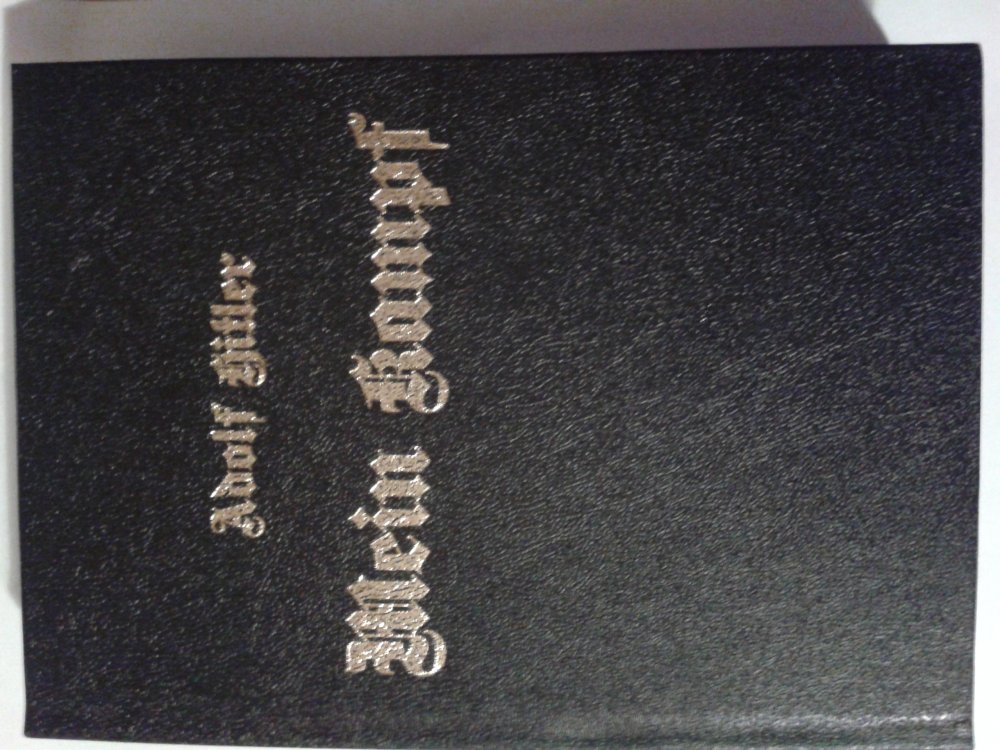 Adolf Hitler
Mein Kampf